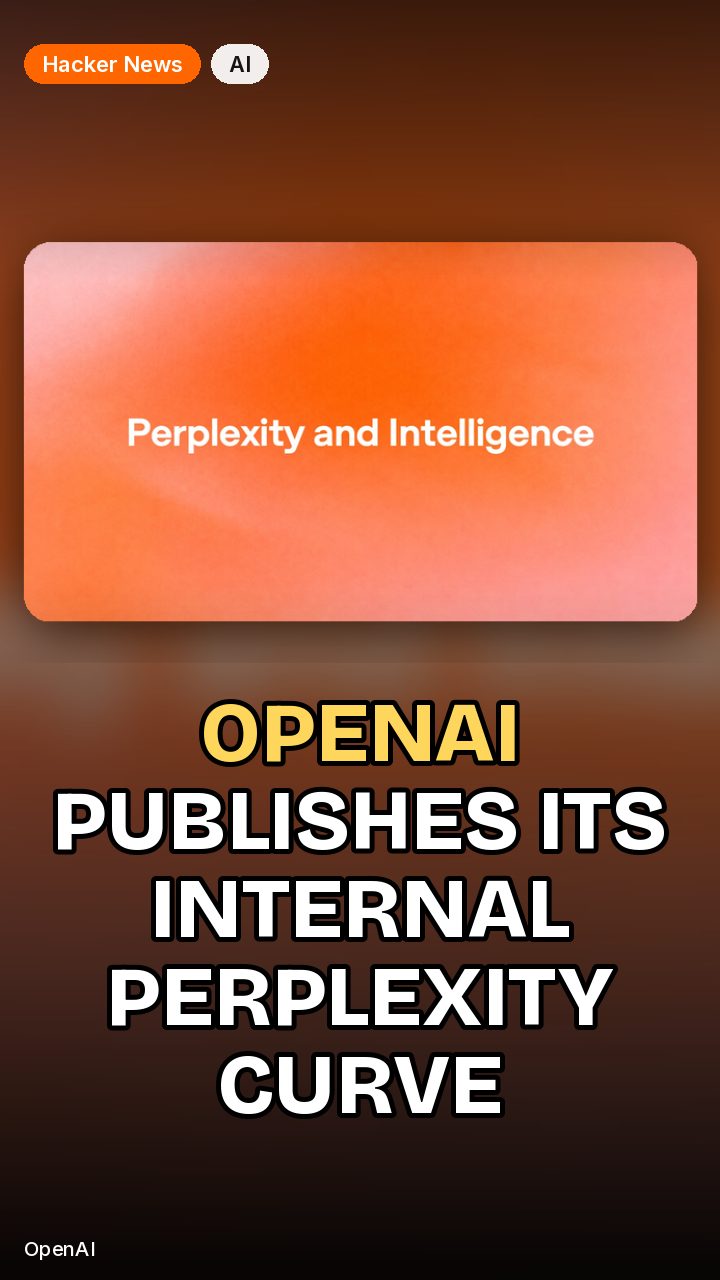 Hacker News AI
Perplexity and Intelligence
OPENAI
PUBLISHES ITS
INTERNAL
PERPLEXITY
CURVE
OpenAI